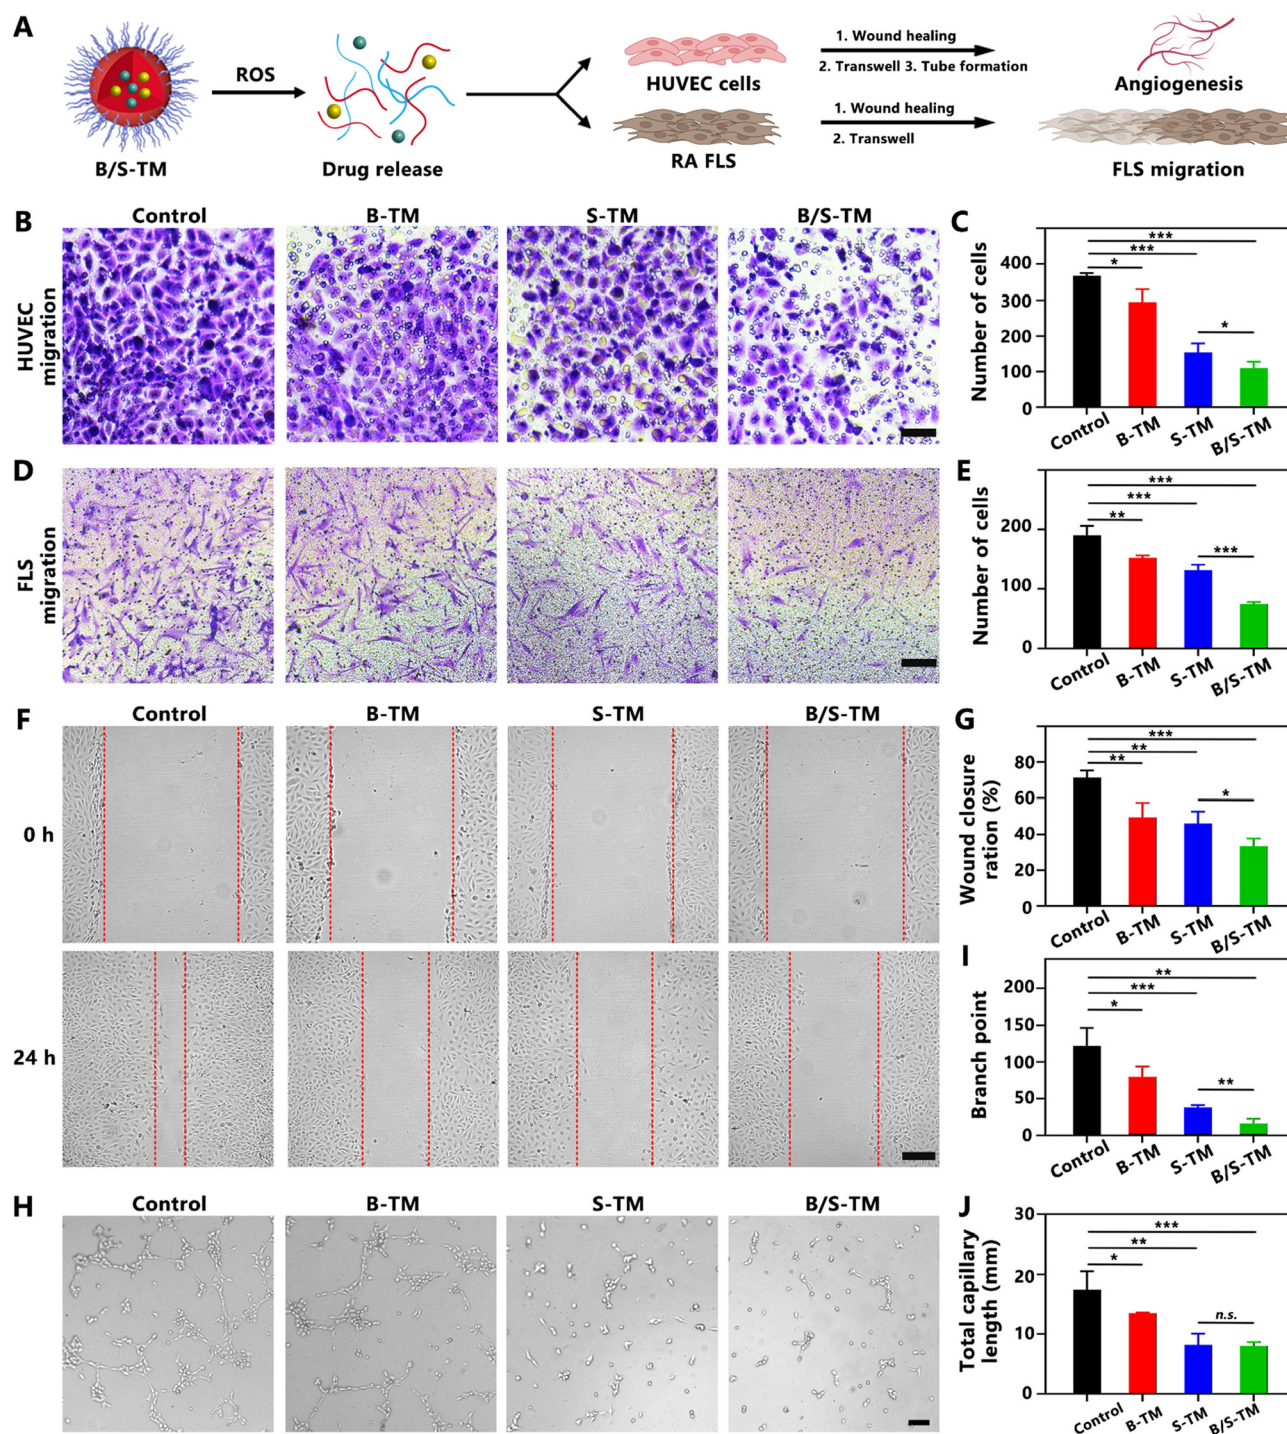 A
B/S-TM
ROS
Drug release
HUVEC cells
RA FLS
1. Wound healing
2. Transwell 3. Tube formation
1. Wound healing
2. Transwell
Angiogenesis
FLS migration
B
Control
B-TM
S-TM
B/S-TM
HUVEC
migration
C
Number of cells
400
300
200
100
0
***
***
*
*
Control
B-TM
S-TM
B/S-TM
D
FLS
migration
E
Number of cells
200
100
0
***
***
**
***
Control
B-TM
S-TM
B/S-TM
F
Control
B-TM
S-TM
B/S-TM
0 h
24 h
G
Wound closure
ration (%)
80
60
40
20
0
***
**
**
*
Control
B-TM
S-TM
B/S-TM
I
Branch point
200
150
100
50
0
**
***
*
**
Control
B-TM
S-TM
B/S-TM
H
Control
B-TM
S-TM
B/S-TM
J
Total capillary
length (mm)
30
20
10
0
***
**
*
n.s.
Control
B-TM
S-TM
B/S-TM